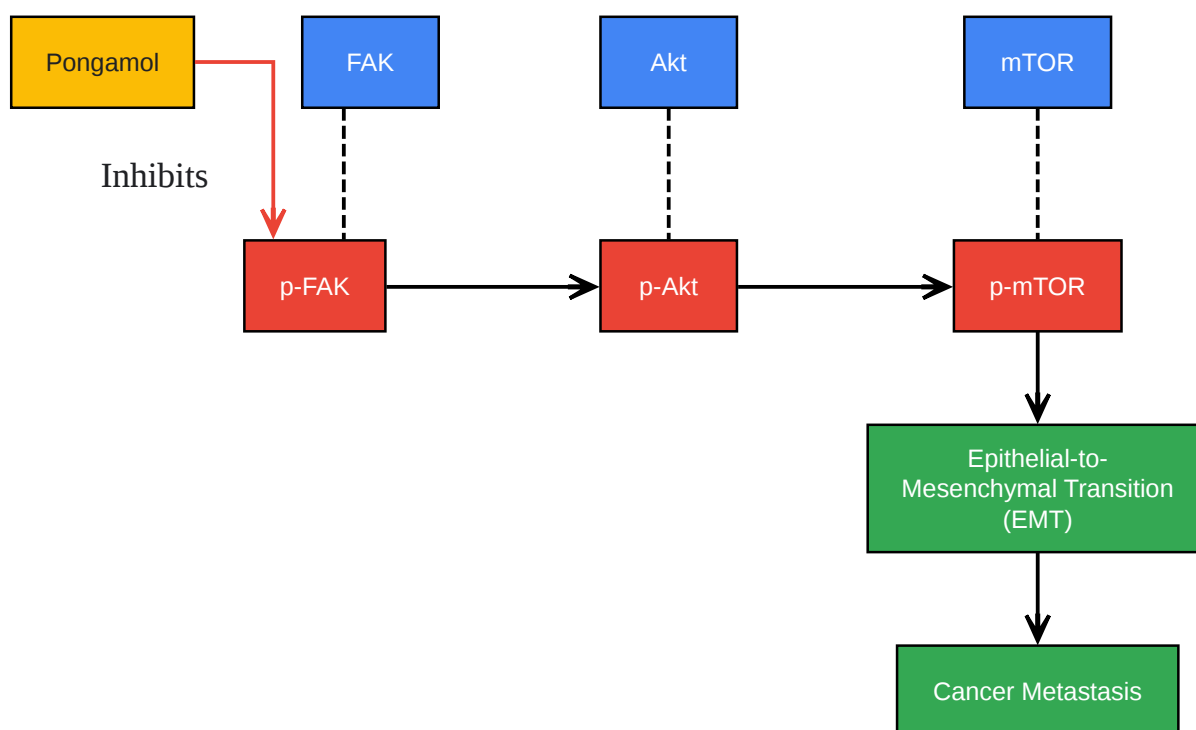 Pongamol
FAK
Akt
mTOR
Inhibits
p-FAK
p-Akt
p-mTOR
Epithelial-to-
Mesenchymal Transition
(EMT)
Cancer Metastasis